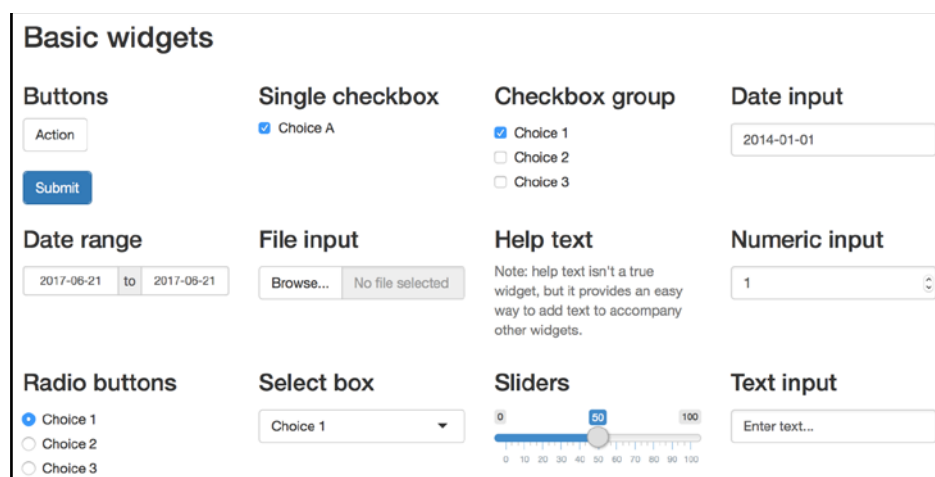 Basic widgets
Buttons
Action
Submit
Single checkbox
Choice A
Checkbox group
Choice 1
Choice 2
Choice 3
Date input
2014-01-01
Date range
2017-06-21 to 2017-06-21
File input
Browse... No file selected
Help text
Note: help text isn't a true
widget, but it provides an easy
way to add text to accompany
other widgets.
Numeric input
1
Radio buttons
Choice 1
Choice 2
Choice 3
Select box
Choice 1
Sliders
0 50 100
0 10 20 30 40 50 60 70 80 90 100
Text input
Enter text...